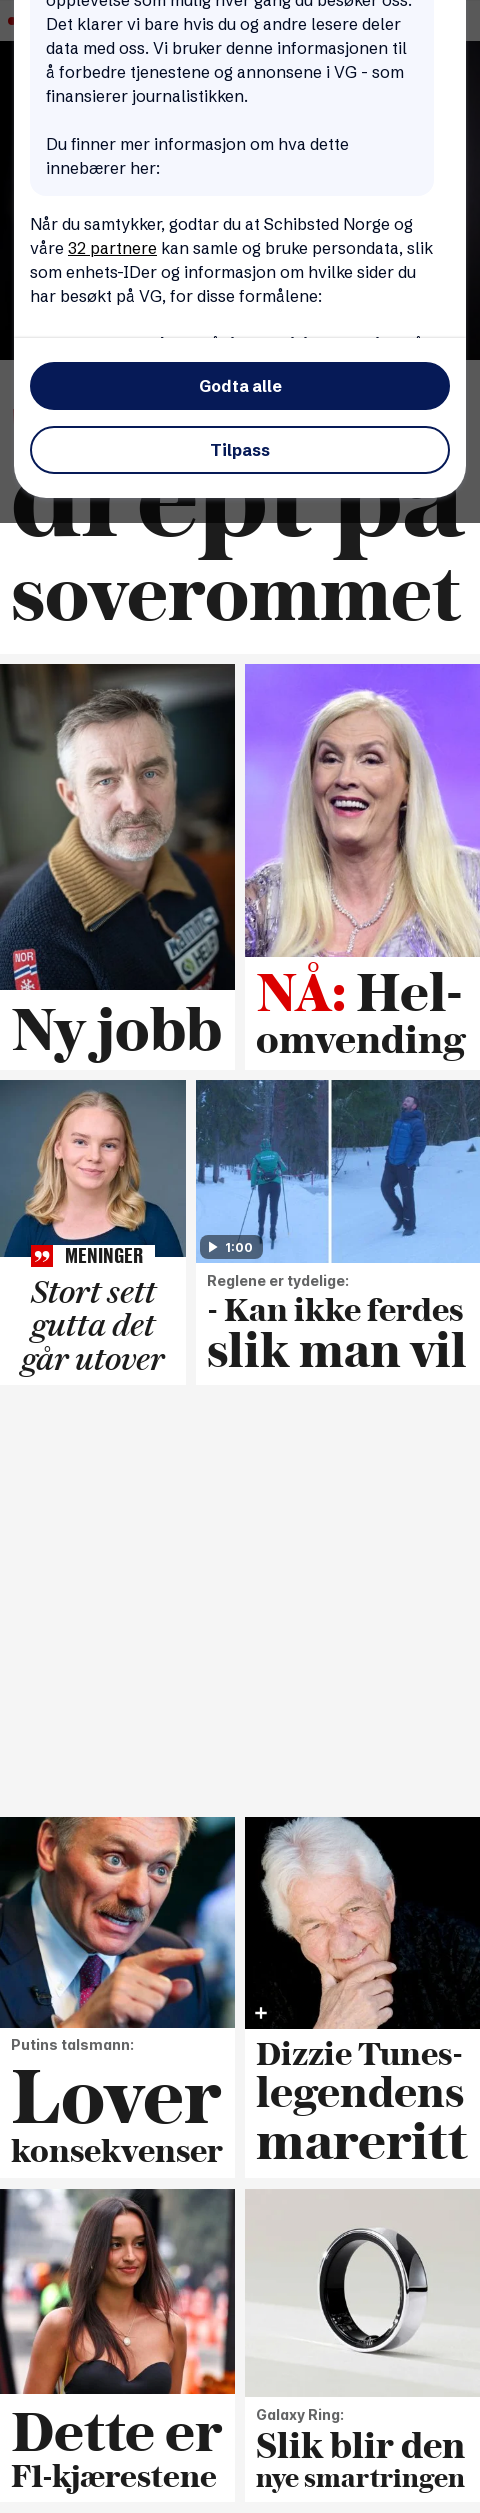 opplevelse som mulig hver gang du besøker oss.
Det klarer vi bare hvis du og andre lesere deler
data med oss. Vi bruker denne informasjonen til
å forbedre tjenestene og annonsene i VG - som
finansierer journalistikken.
Du finner mer informasjon om hva dette
innebærer her:
Når du samtykker, godtar du at Schibsted Norge og
våre 32 partnere kan samle og bruke persondata, slik
som enhets-IDer og informasjon om hvilke sider du
har besøkt på VG, for disse formålene:
Godta alle
Tilpass
drept på
soverommet
NOR
Ny jobb
NÅ: Hel-
omvending
MENINGER
Stort sett
gutta det
går utover
1:00
Reglene er tydelige:
- Kan ikke ferdes
slik man vil
Putins talsmann:
Lover
konsekvenser
Dizzie Tunes-
legendens
mareritt
Dette er
F1-kjærestene
Galaxy Ring:
Slik blir den
nye smartringen